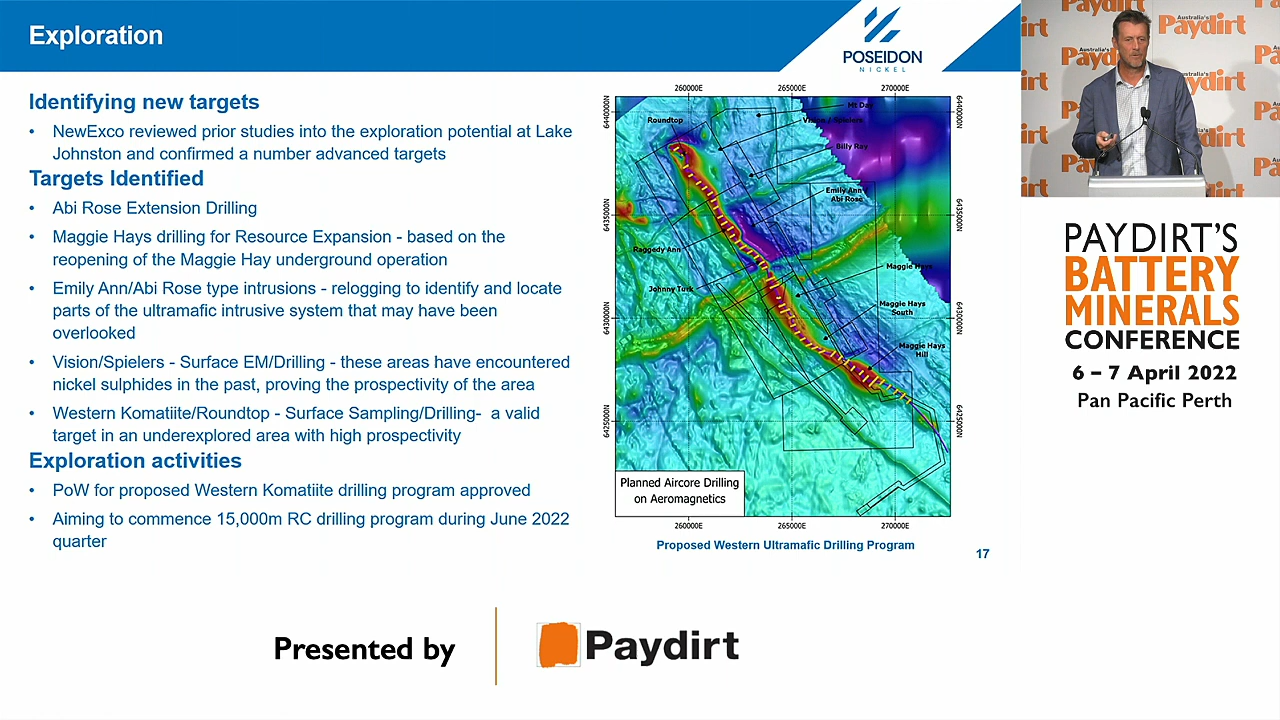 Exploration
POSEIDON
NICKEL
Identifying new targets
• NewExco reviewed prior studies into the exploration potential at Lake
Johnston and confirmed a number advanced targets
Targets Identified
• Abi Rose Extension Drilling
• Maggie Hays drilling for Resource Expansion - based on the
reopening of the Maggie Hay underground operation
• Emily Ann/Abi Rose type intrusions - relogging to identify and locate
parts of the ultramafic intrusive system that may have been
overlooked
• Vision/Spielers - Surface EM/Drilling - these areas have encountered
nickel sulphides in the past, proving the prospectivity of the area
• Western Komatiite/Roundtop - Surface Sampling/Drilling- a valid
target in an underexplored area with high prospectivity
Exploration activities
• PoW for proposed Western Komatiite drilling program approved
• Aiming to commence 15,000m RC drilling program during June 2022
quarter
260000E 265000E 270000E
6440000N 6440000N
Mt Day
Roundtop
Vision / Spielers
Billy Ray
Emily Ann
Abi Rose
6435000N 6435000N
Raggedy Ann
Maggie Hays
Johnny Turk
Maggie Hays
South
6430000N 6430000N
Maggie Hays
Hill
6425000N 6425000N
Planned Aircore Drilling
on Aeromagnetics
260000E 265000E 270000E
Proposed Western Ultramafic Drilling Program
17
Australia's
Paydirt
PAYDIRT'S
BATTERY
MINERALS
CONFERENCE
6 – 7 April 2022
Pan Pacific Perth
Presented by
Paydirt